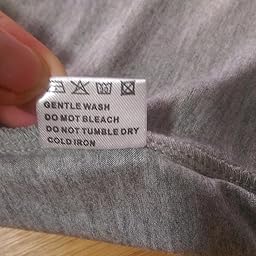 GENTLE WASH
DO MOT BLEACH
DO NOT TUMBLE DRY
COLD IRON